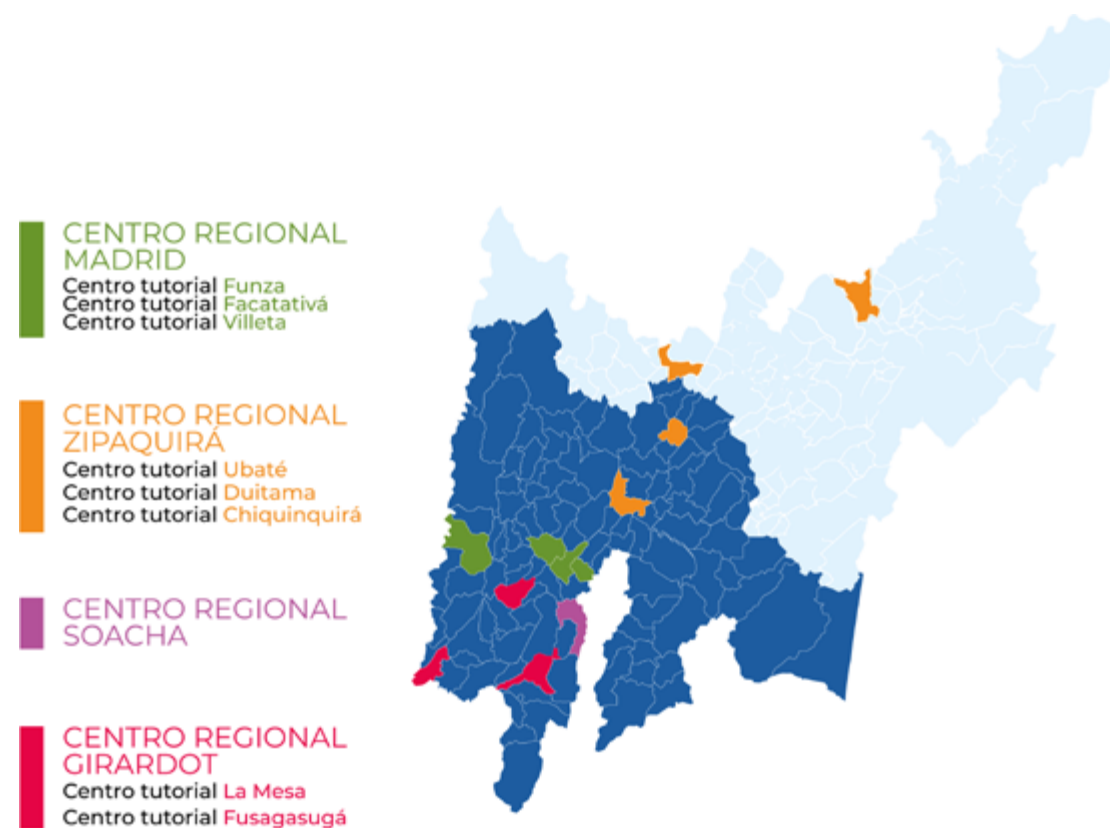 CENTRO REGIONAL
MADRID
Centro tutorial Funza
Centro tutorial Facatativá
Centro tutorial Villeta
CENTRO REGIONAL
ZIPAQUIRÁ
Centro tutorial Ubaté
Centro tutorial Duitama
Centro tutorial Chiquinquirá
CENTRO REGIONAL
SOACHA
CENTRO REGIONAL
GIRARDOT
Centro tutorial La Mesa
Centro tutorial Fusagasugá